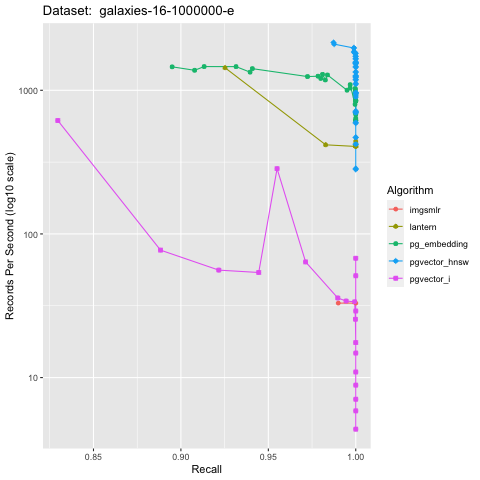 Dataset:  galaxies-16-1000000-e
Records Per Second (log10 scale)
1000
100
10
0.85
0.90
0.95
1.00
Recall
Algorithm
imgsmlr
lantern
pg_embedding
pgvector_hnsw
pgvector_i